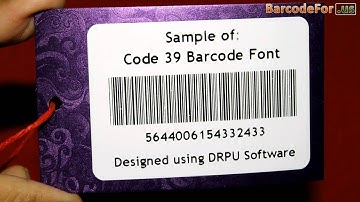 BarcodeFor.us
Sample of:
Code 39 Barcode Font
5644006154332433
Designed using DRPU Software